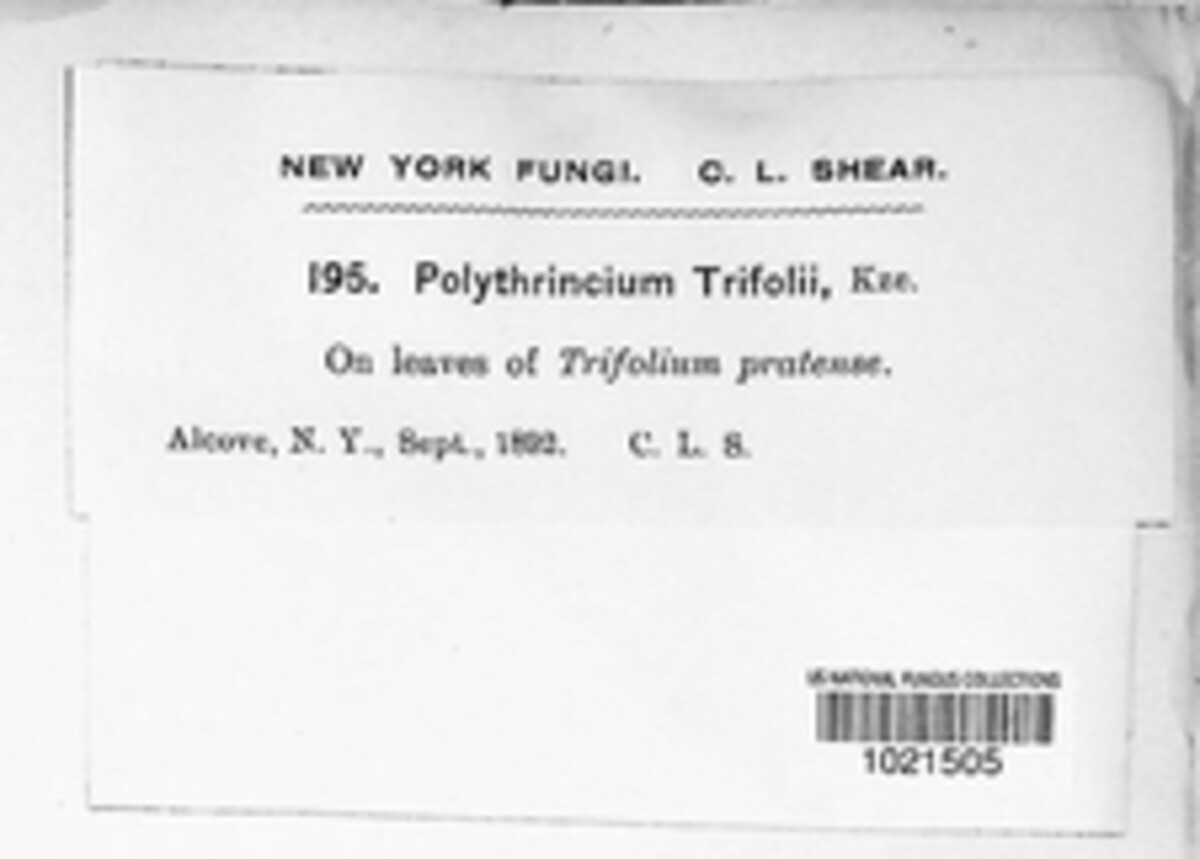 NEW YORK FUNGI. C. L. SHEAR.
195. Polythrincium Trifolii, Kze.
On leaves of Trifolium pratense.
Alcove, N. Y., Sept., 1892. C. L. S.
US NATIONAL FUNGUS COLLECTIONS
1021505